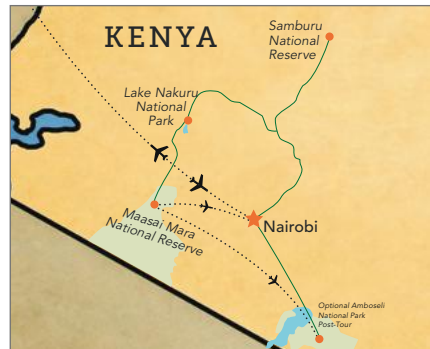 KENYA
Samburu
National
Reserve
Lake Nakuru
National
Park
Maasai Mara
National Reserve
Nairobi
Optional Amboseli
National Park
Post-Tour